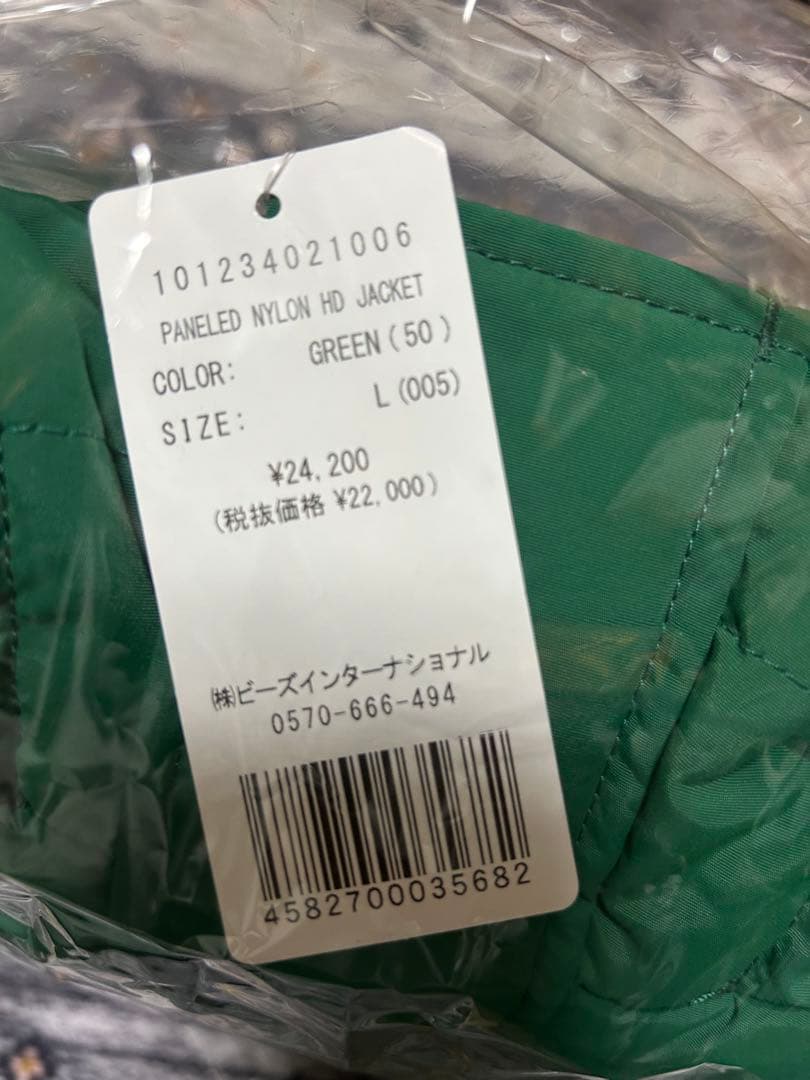 101234021006
PANELED NYLON HD JACKET
COLOR: GREEN(50)
SIZE: L(005)
¥24,200
(税抜価格 ¥22,000)
㈱ビーズインターナショナル
0570-666-494
4582700035682